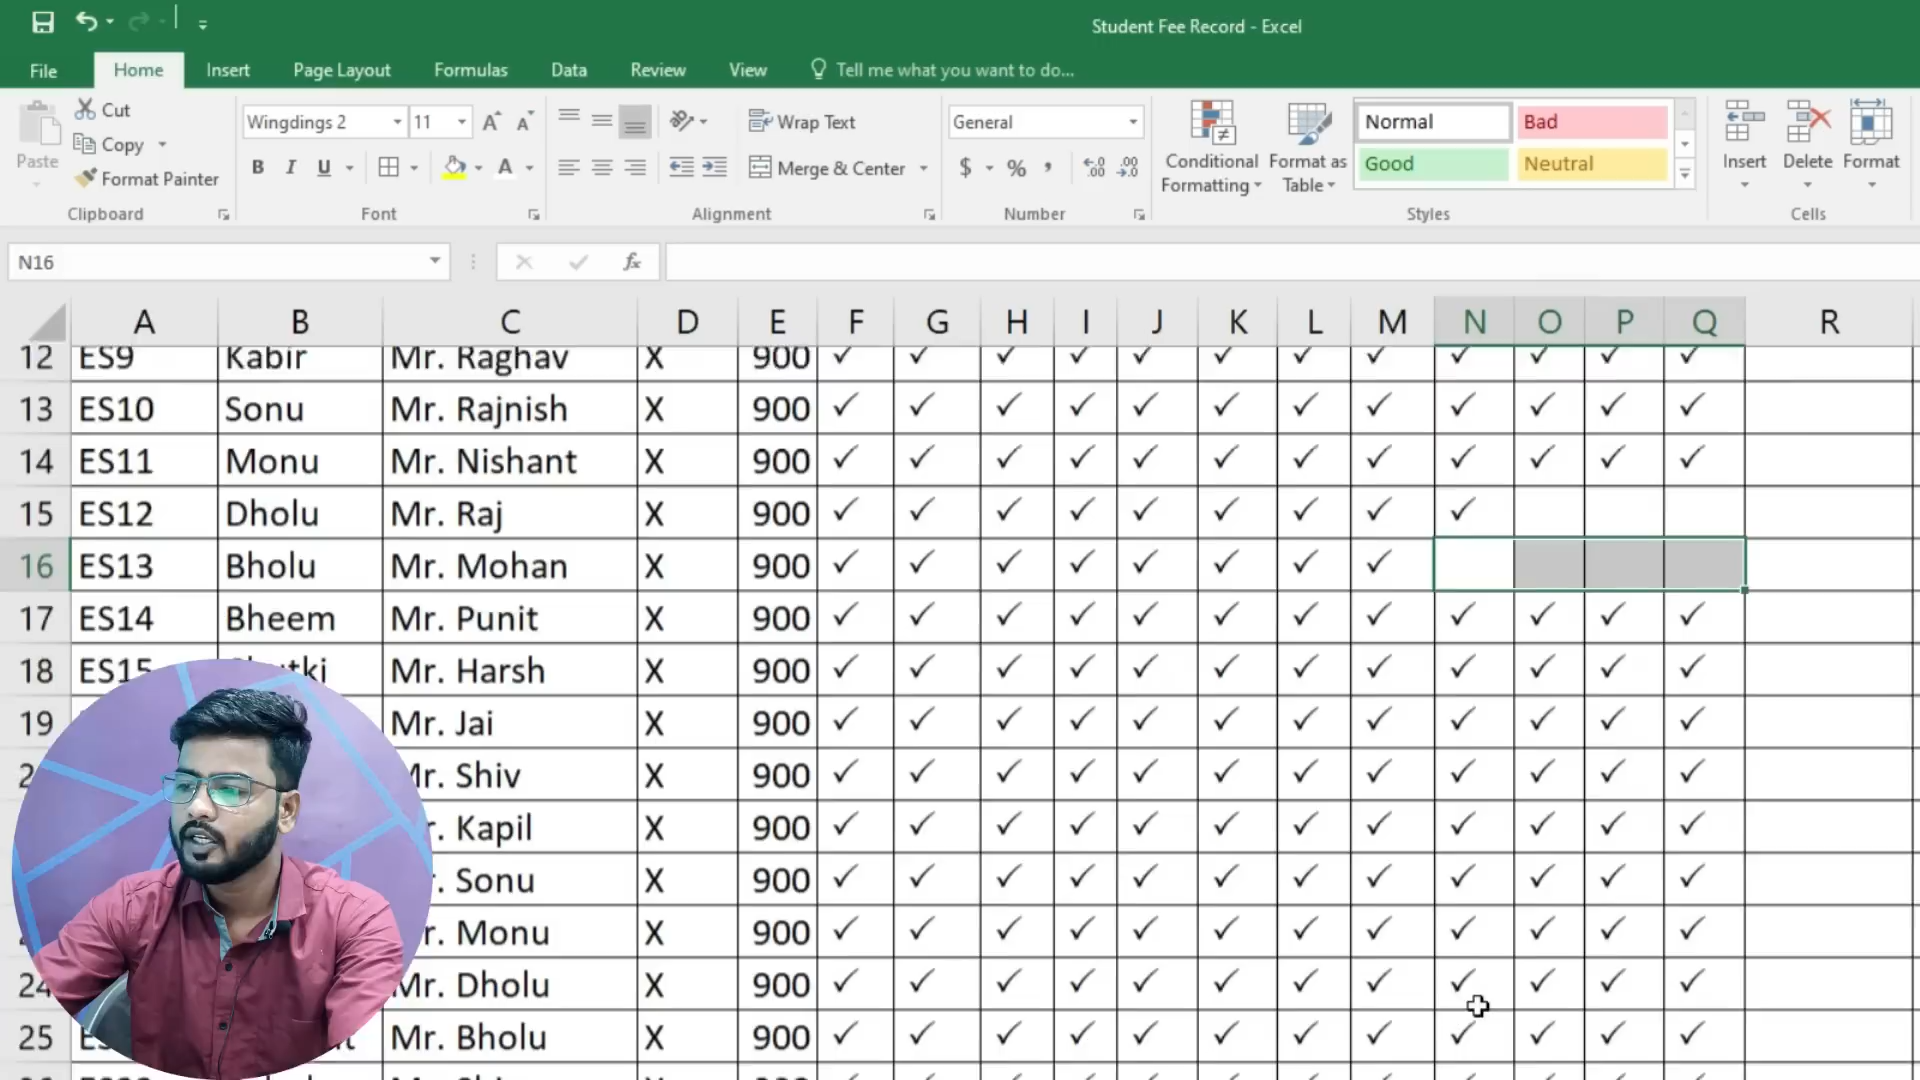 Student Fee Record - Excel
File Home Insert Page Layout Formulas Data Review View Tell me what you want to do...
Cut
Copy
Format Painter
Paste
Clipboard
Wingdings 2 11
B I U
Font
Wrap Text
Merge & Center
Alignment
General
$ % ,
Number
Conditional Formatting
Format as Table
Normal Bad
Good Neutral
Styles
Insert Delete Format
Cells
N16 fx
A B C D E F G H I J K L M N O P Q R
12 ES9 Kabir Mr. Raghav X 900 ✓ ✓ ✓ ✓ ✓ ✓ ✓ ✓ ✓ ✓ ✓ ✓
13 ES10 Sonu Mr. Rajnish X 900 ✓ ✓ ✓ ✓ ✓ ✓ ✓ ✓ ✓ ✓ ✓ ✓
14 ES11 Monu Mr. Nishant X 900 ✓ ✓ ✓ ✓ ✓ ✓ ✓ ✓ ✓ ✓ ✓ ✓
15 ES12 Dholu Mr. Raj X 900 ✓ ✓ ✓ ✓ ✓ ✓ ✓ ✓ ✓
16 ES13 Bholu Mr. Mohan X 900 ✓ ✓ ✓ ✓ ✓ ✓ ✓ ✓
17 ES14 Bheem Mr. Punit X 900 ✓ ✓ ✓ ✓ ✓ ✓ ✓ ✓ ✓ ✓ ✓ ✓
18 ES15 Mr. Harsh X 900 ✓ ✓ ✓ ✓ ✓ ✓ ✓ ✓ ✓ ✓ ✓ ✓
19 Mr. Jai X 900 ✓ ✓ ✓ ✓ ✓ ✓ ✓ ✓ ✓ ✓ ✓ ✓
Mr. Shiv X 900 ✓ ✓ ✓ ✓ ✓ ✓ ✓ ✓ ✓ ✓ ✓ ✓
Kapil X 900 ✓ ✓ ✓ ✓ ✓ ✓ ✓ ✓ ✓ ✓ ✓ ✓
Sonu X 900 ✓ ✓ ✓ ✓ ✓ ✓ ✓ ✓ ✓ ✓ ✓ ✓
Monu X 900 ✓ ✓ ✓ ✓ ✓ ✓ ✓ ✓ ✓ ✓ ✓ ✓
24 Mr. Dholu X 900 ✓ ✓ ✓ ✓ ✓ ✓ ✓ ✓ ✓ ✓ ✓ ✓
25 Mr. Bholu X 900 ✓ ✓ ✓ ✓ ✓ ✓ ✓ ✓ ✓ ✓ ✓ ✓